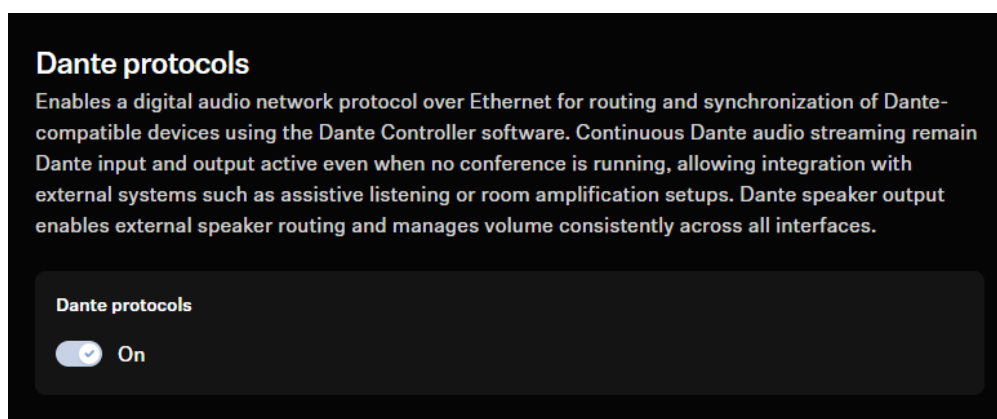 Dante protocols
Enables a digital audio network protocol over Ethernet for routing and synchronization of Dante-
compatible devices using the Dante Controller software. Continuous Dante audio streaming remain
Dante input and output active even when no conference is running, allowing integration with
external systems such as assistive listening or room amplification setups. Dante speaker output
enables external speaker routing and manages volume consistently across all interfaces.
Dante protocols
On